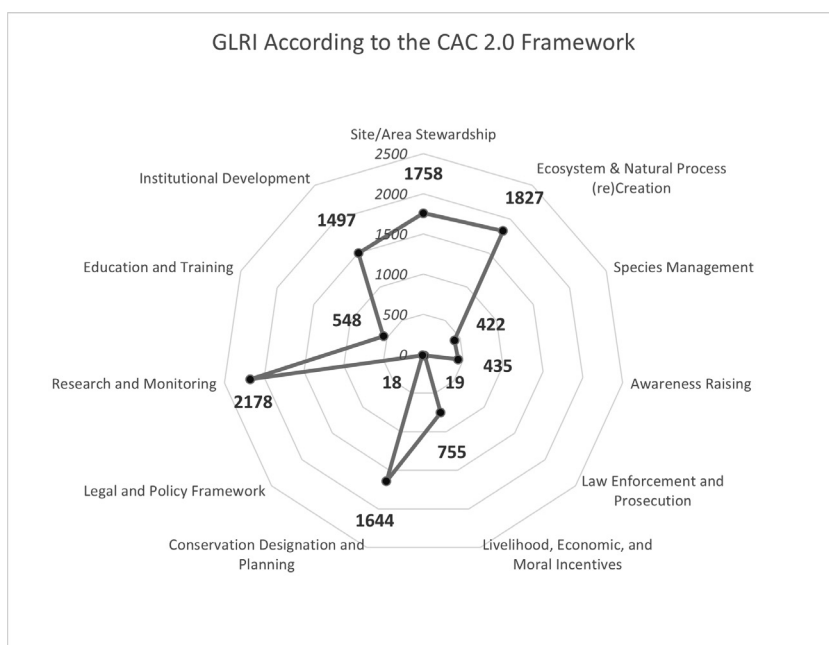 GLRI According to the CAC 2.0 Framework
Site/Area Stewardship
2500
1758
2000
1500
1000
500
0
Ecosystem & Natural Process
(re)Creation
1827
Species Management
422
Awareness Raising
435
Law Enforcement and
Prosecution
19
Livelihood, Economic, and
Moral Incentives
755
Conservation Designation and
Planning
1644
Legal and Policy Framework
18
Research and Monitoring
2178
Education and Training
548
Institutional Development
1497